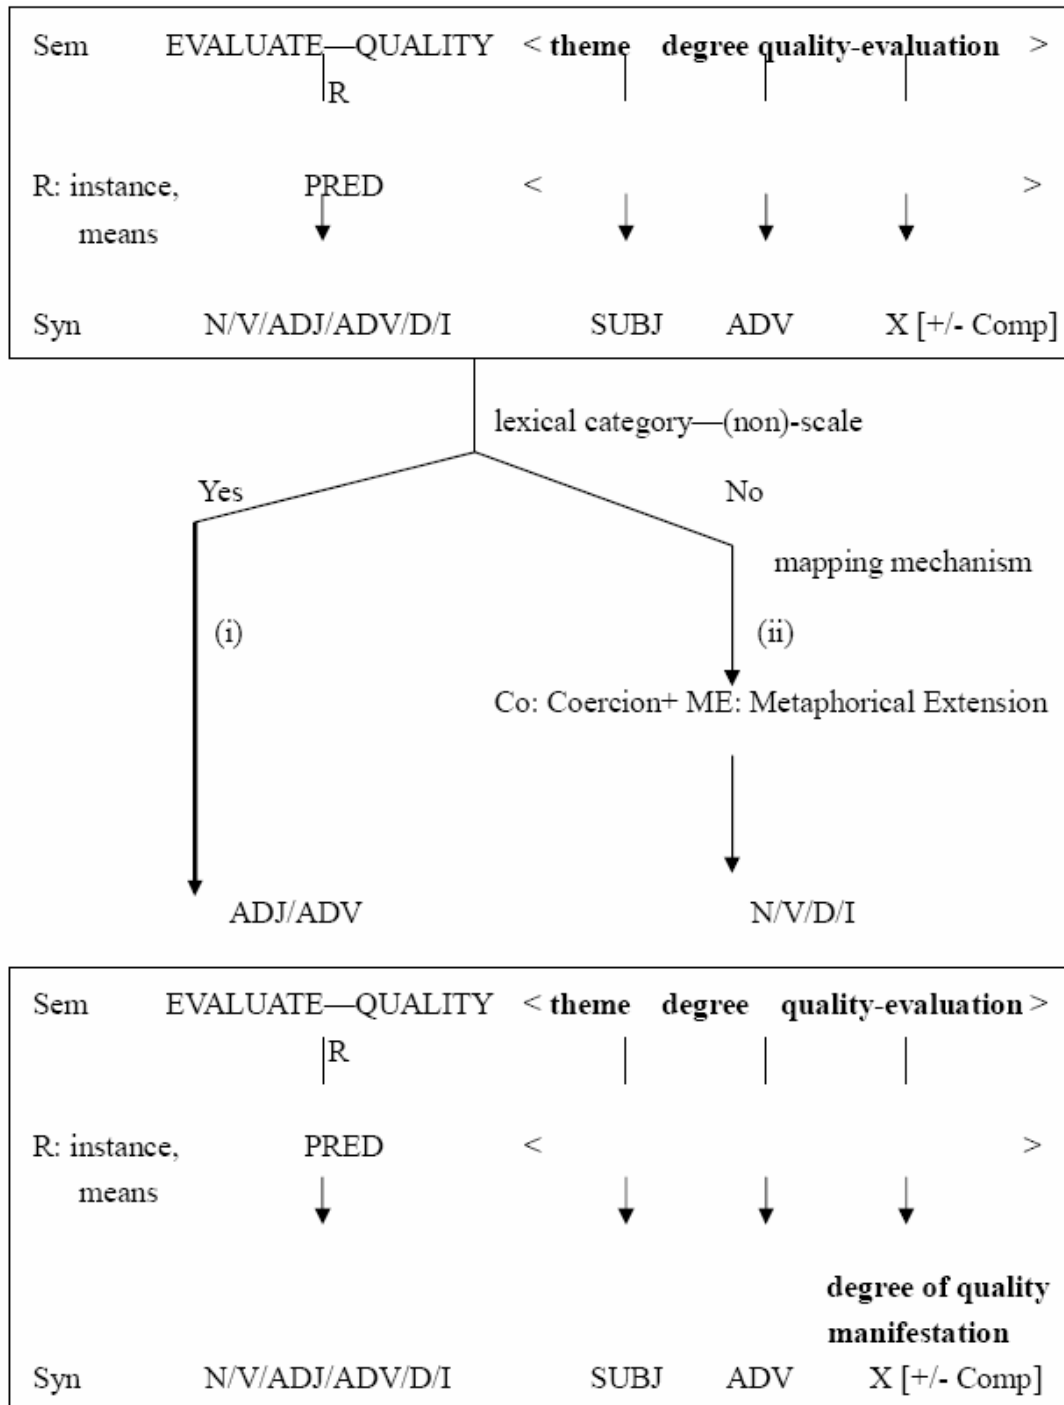 Sem EVALUATE—QUALITY < theme degree quality-evaluation >
R
R: instance, PRED < >
means
Syn N/V/ADJ/ADV/D/I SUBJ ADV X [+/- Comp]
lexical category—(non)-scale
Yes No
mapping mechanism
(i) (ii)
Co: Coercion+ ME: Metaphorical Extension
ADJ/ADV N/V/D/I
Sem EVALUATE—QUALITY < theme degree quality-evaluation >
R
R: instance, PRED < >
means
degree of quality
manifestation
Syn N/V/ADJ/ADV/D/I SUBJ ADV X [+/- Comp]